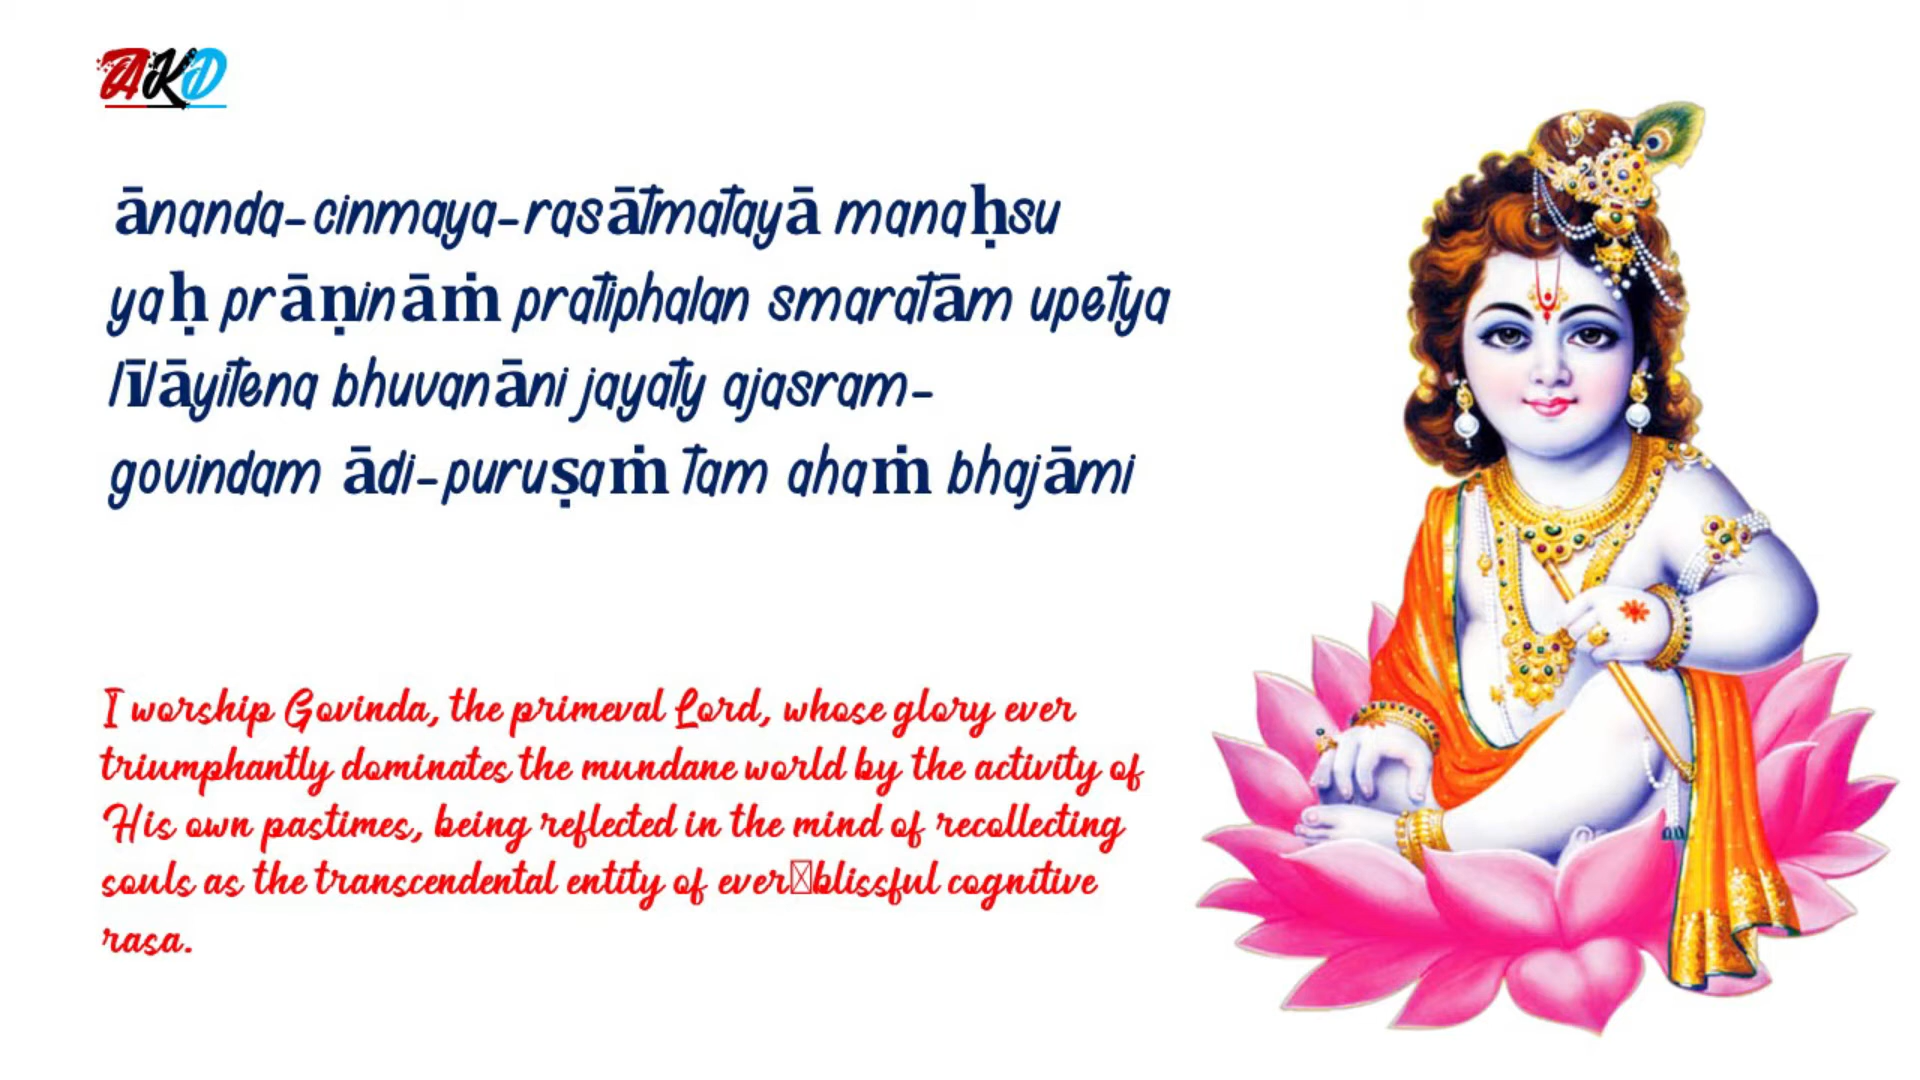 AKD
ānanda-cinmaya-rasātmatayā manaḥsu
yaḥ prāṇināṁ pratiphalan smaratām upetya
līlāyitena bhuvanāni jayaty ajasram-
govindam ādi-puruṣaṁ tam ahaṁ bhajāmi
I worship Govinda, the primeval Lord, whose glory ever
triumphantly dominates the mundane world by the activity of
His own pastimes, being reflected in the mind of recollecting
souls as the transcendental entity of ever▯blissful cognitive
rasa.